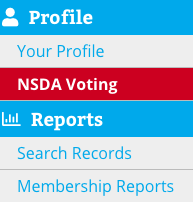 Profile
Your Profile
NSDA Voting
Reports
Search Records
Membership Reports